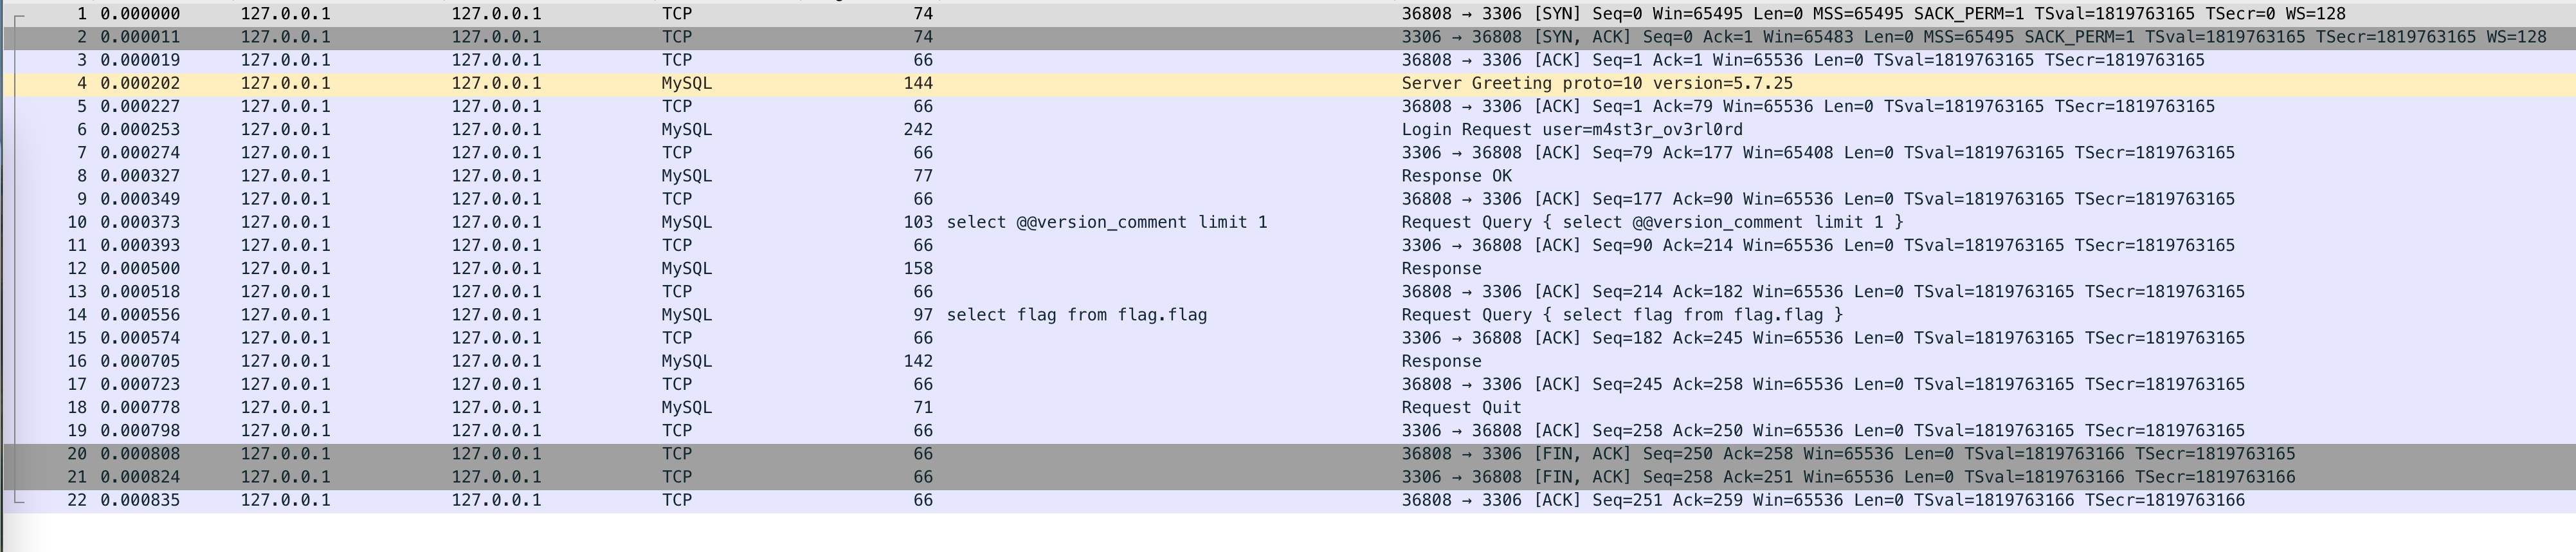 1 0.000000 127.0.0.1 127.0.0.1 TCP 74 36808 → 3306 [SYN] Seq=0 Win=65495 Len=0 MSS=65495 SACK_PERM=1 TSval=1819763165 TSecr=0 WS=128
2 0.000011 127.0.0.1 127.0.0.1 TCP 74 3306 → 36808 [SYN, ACK] Seq=0 Ack=1 Win=65483 Len=0 MSS=65495 SACK_PERM=1 TSval=1819763165 TSecr=1819763165 WS=128
3 0.000019 127.0.0.1 127.0.0.1 TCP 66 36808 → 3306 [ACK] Seq=1 Ack=1 Win=65536 Len=0 TSval=1819763165 TSecr=1819763165
4 0.000202 127.0.0.1 127.0.0.1 MySQL 144 Server Greeting proto=10 version=5.7.25
5 0.000227 127.0.0.1 127.0.0.1 TCP 66 36808 → 3306 [ACK] Seq=1 Ack=79 Win=65536 Len=0 TSval=1819763165 TSecr=1819763165
6 0.000253 127.0.0.1 127.0.0.1 MySQL 242 Login Request user=m4st3r_ov3rl0rd
7 0.000274 127.0.0.1 127.0.0.1 TCP 66 3306 → 36808 [ACK] Seq=79 Ack=177 Win=65408 Len=0 TSval=1819763165 TSecr=1819763165
8 0.000327 127.0.0.1 127.0.0.1 MySQL 77 Response OK
9 0.000349 127.0.0.1 127.0.0.1 TCP 66 36808 → 3306 [ACK] Seq=177 Ack=90 Win=65536 Len=0 TSval=1819763165 TSecr=1819763165
10 0.000373 127.0.0.1 127.0.0.1 MySQL 103 select @@version_comment limit 1 Request Query { select @@version_comment limit 1 }
11 0.000393 127.0.0.1 127.0.0.1 TCP 66 3306 → 36808 [ACK] Seq=90 Ack=214 Win=65536 Len=0 TSval=1819763165 TSecr=1819763165
12 0.000500 127.0.0.1 127.0.0.1 MySQL 158 Response
13 0.000518 127.0.0.1 127.0.0.1 TCP 66 36808 → 3306 [ACK] Seq=214 Ack=182 Win=65536 Len=0 TSval=1819763165 TSecr=1819763165
14 0.000556 127.0.0.1 127.0.0.1 MySQL 97 select flag from flag.flag Request Query { select flag from flag.flag }
15 0.000574 127.0.0.1 127.0.0.1 TCP 66 3306 → 36808 [ACK] Seq=182 Ack=245 Win=65536 Len=0 TSval=1819763165 TSecr=1819763165
16 0.000705 127.0.0.1 127.0.0.1 MySQL 142 Response
17 0.000723 127.0.0.1 127.0.0.1 TCP 66 36808 → 3306 [ACK] Seq=245 Ack=258 Win=65536 Len=0 TSval=1819763165 TSecr=1819763165
18 0.000778 127.0.0.1 127.0.0.1 MySQL 71 Request Quit
19 0.000798 127.0.0.1 127.0.0.1 TCP 66 3306 → 36808 [ACK] Seq=258 Ack=250 Win=65536 Len=0 TSval=1819763165 TSecr=1819763165
20 0.000808 127.0.0.1 127.0.0.1 TCP 66 36808 → 3306 [FIN, ACK] Seq=250 Ack=258 Win=65536 Len=0 TSval=1819763166 TSecr=1819763165
21 0.000824 127.0.0.1 127.0.0.1 TCP 66 3306 → 36808 [FIN, ACK] Seq=258 Ack=251 Win=65536 Len=0 TSval=1819763166 TSecr=1819763166
22 0.000835 127.0.0.1 127.0.0.1 TCP 66 36808 → 3306 [ACK] Seq=251 Ack=259 Win=65536 Len=0 TSval=1819763166 TSecr=1819763166